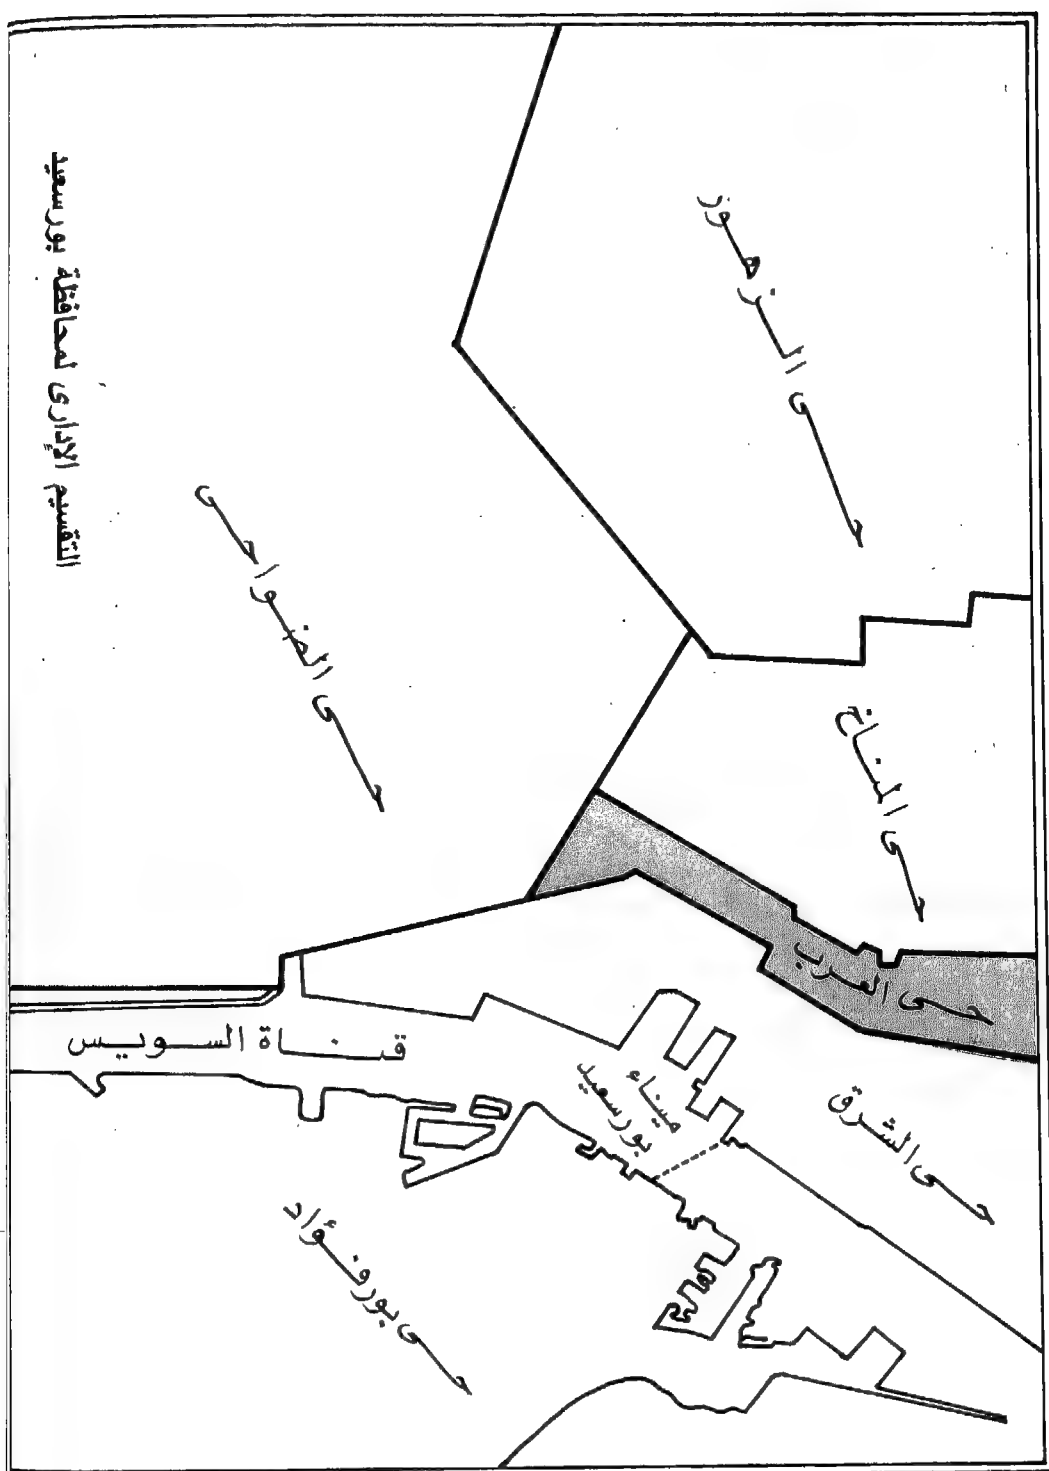 التقسيم الإدارى لمحافظة بورسعيد
حى الزهور
حى الضواحى
حى المناخ
حى العرب
قناة السويس
ميناء
بورسعيد
حى الشرق
حى بورفؤاد